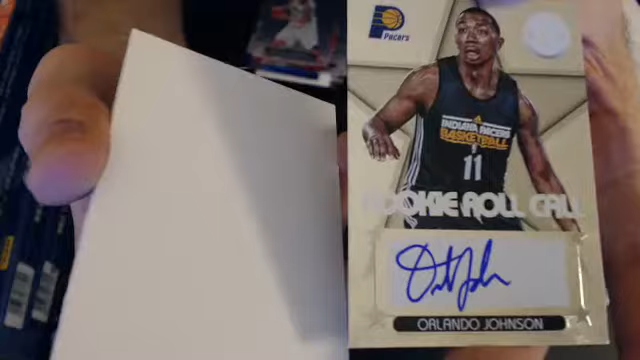 Pacers
INDIANA PACERS
BASKETBALL
11
ROOKIE ROLL CALL
ORLANDO JOHNSON